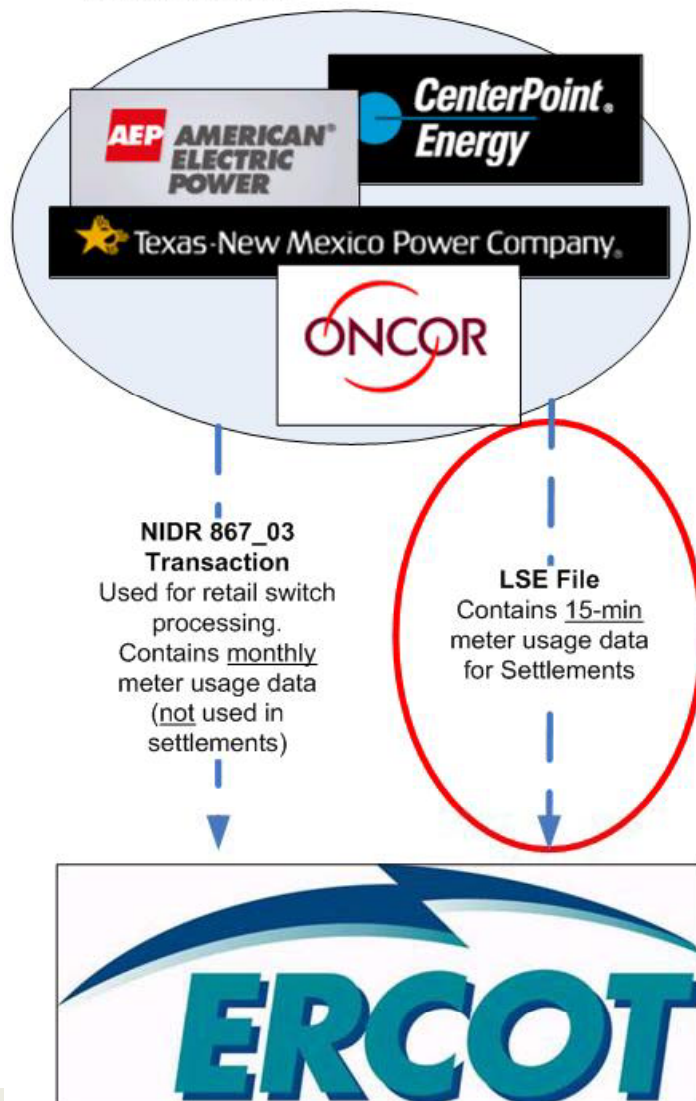 CenterPoint®
Energy
AEP AMERICAN®
ELECTRIC
POWER
Texas-New Mexico Power Company®
ONCOR
NIDR 867_03
Transaction
Used for retail switch
processing.
Contains monthly
meter usage data
(not used in
settlements)
LSE File
Contains 15-min
meter usage data
for Settlements
ERCOT